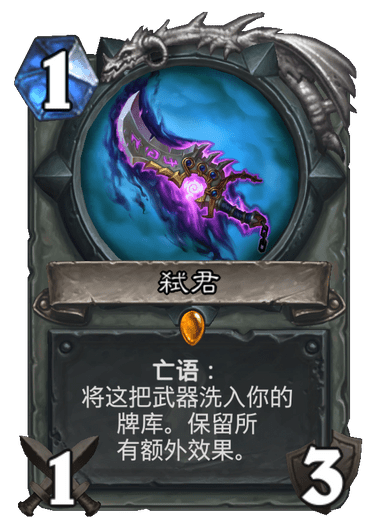 1
弑君
亡语：
将这把武器洗入你的
牌库。保留所
有额外效果。
1
3